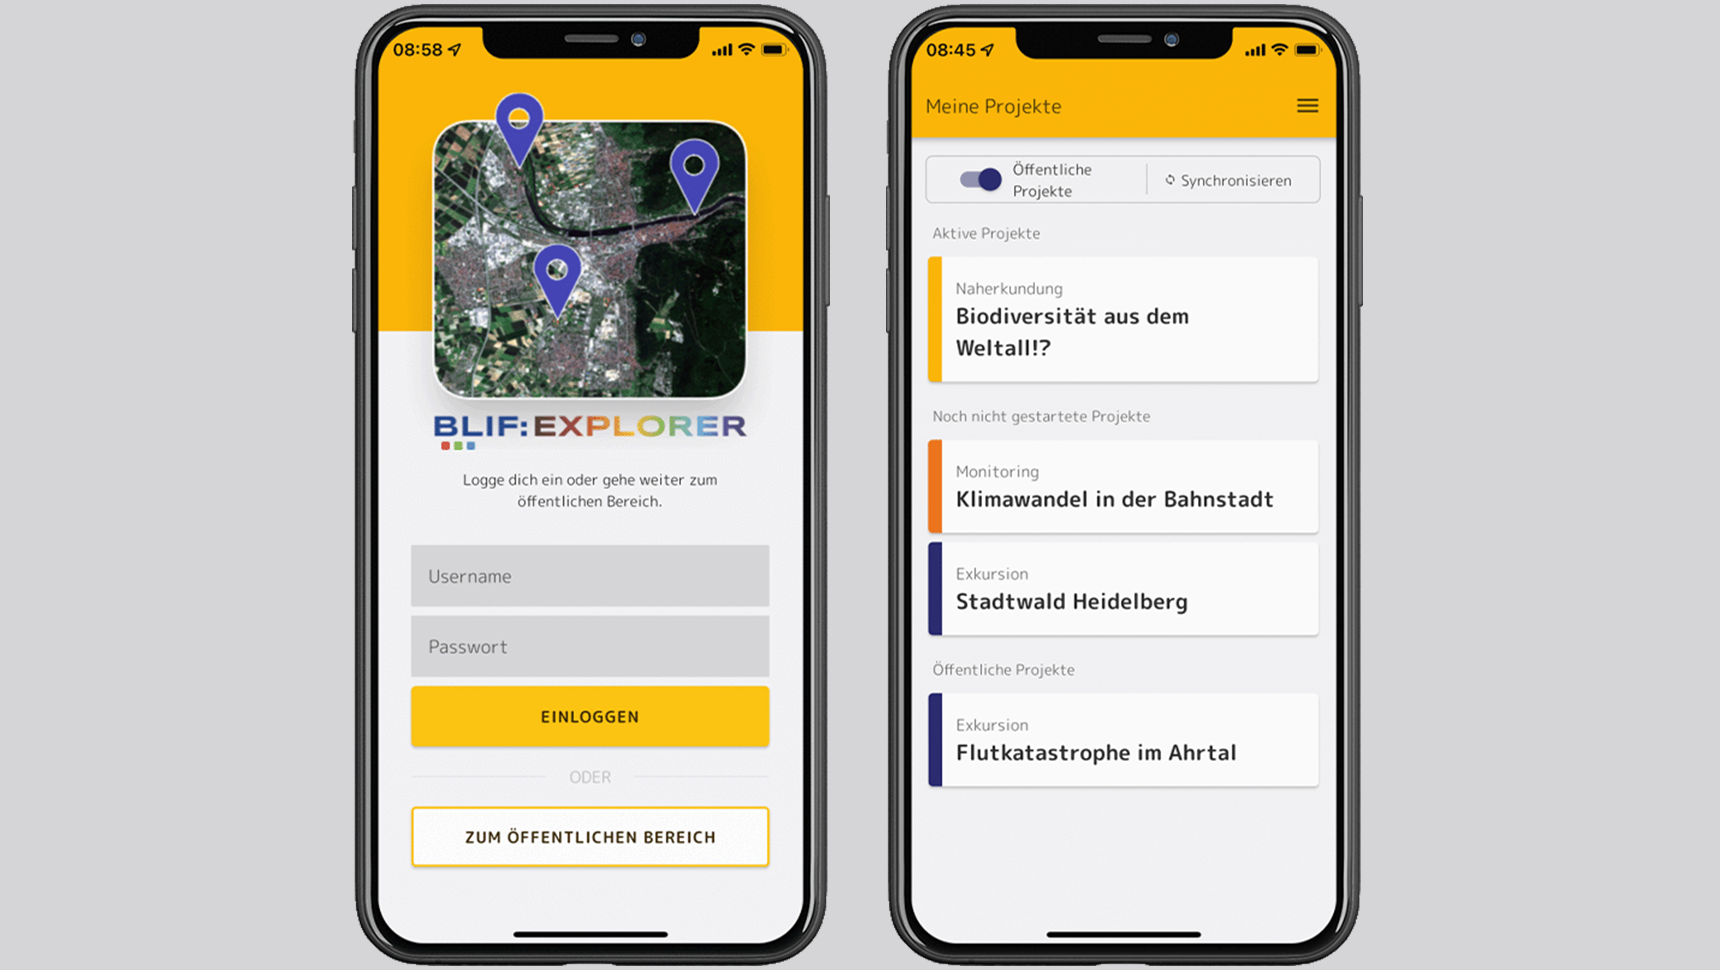 08:58
BLIF:EXPLORER
Logge dich ein oder gehe weiter zum
öffentlichen Bereich.
Username
Passwort
EINLOGGEN
ODER
ZUM ÖFFENTLICHEN BEREICH
08:45
Meine Projekte
Öffentliche
Projekte
Synchronisieren
Aktive Projekte
Naherkundung
Biodiversität aus dem
Weltall!?
Noch nicht gestartete Projekte
Monitoring
Klimawandel in der Bahnstadt
Exkursion
Stadtwald Heidelberg
Öffentliche Projekte
Exkursion
Flutkatastrophe im Ahrtal